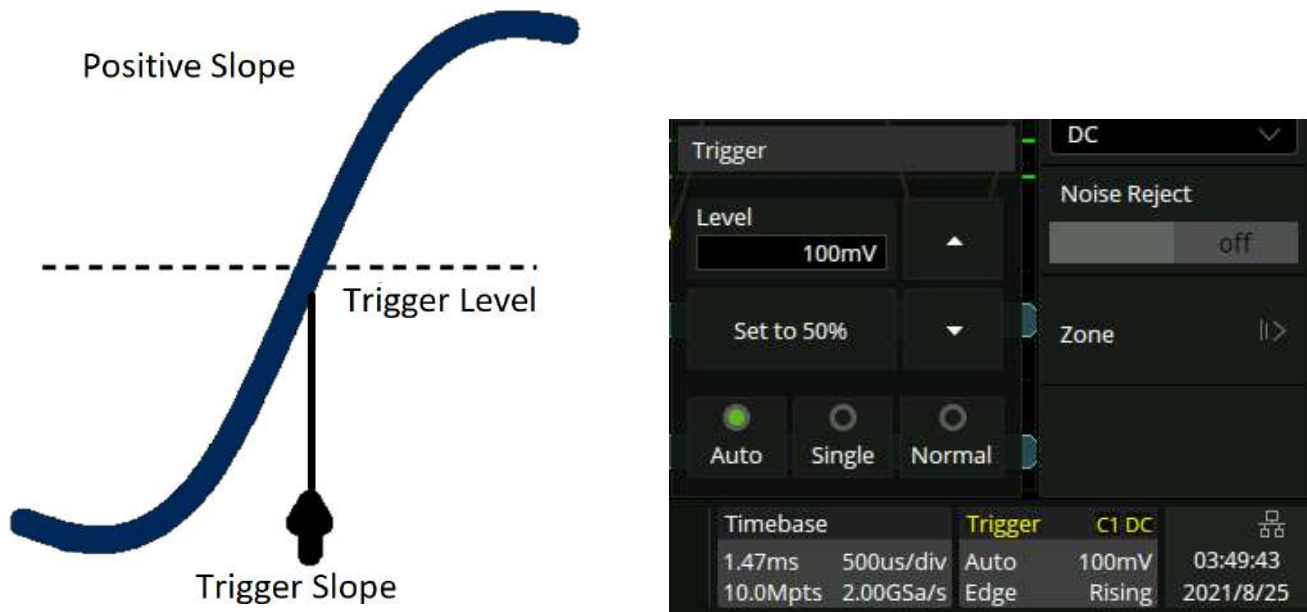 Positive Slope
Trigger Level
Trigger Slope
Trigger
Level
100mV
Set to 50%
Auto Single Normal
DC
Noise Reject
off
Zone
Timebase
1.47ms 500us/div
10.0Mpts 2.00GSa/s
Trigger C1 DC
Auto 100mV
Edge Rising
03:49:43
2021/8/25